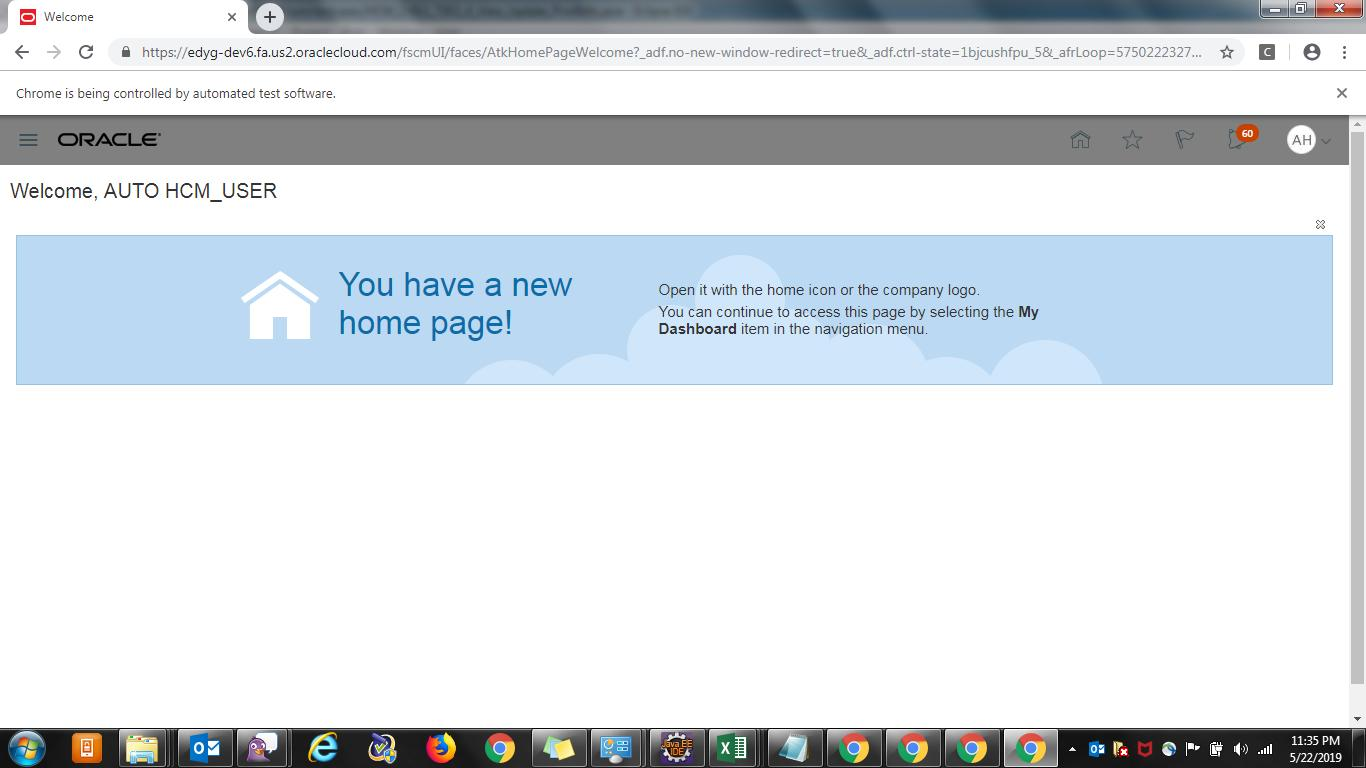 Welcome
https://edyg-dev6.fa.us2.oraclecloud.com/fscmUI/faces/AtkHomePageWelcome?_adf.no-new-window-redirect=true&_adf.ctrl-state=1bjcushfpu_5&_afrLoop=5750222327...
C
Chrome is being controlled by automated test software.
ORACLE
60
AH
Welcome, AUTO HCM_USER
You have a new
home page!
Open it with the home icon or the company logo.
You can continue to access this page by selecting the My
Dashboard item in the navigation menu.
Java EE
IDE
11:35 PM
5/22/2019